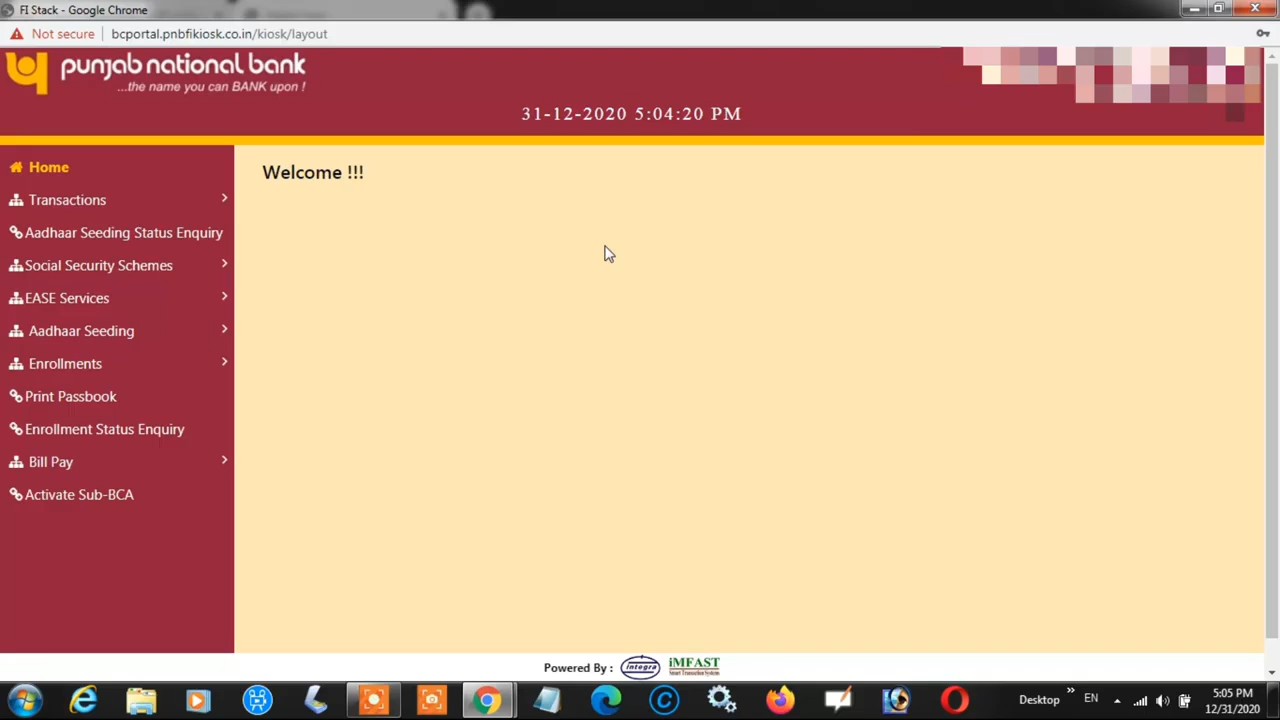 FI Stack - Google Chrome
Not secure | bcportal.pnbfikiosk.co.in/kiosk/layout
punjab national bank
...the name you can BANK upon !
31-12-2020 5:04:20 PM
Home
Welcome !!!
Transactions
Aadhaar Seeding Status Enquiry
Social Security Schemes
EASE Services
Aadhaar Seeding
Enrollments
Print Passbook
Enrollment Status Enquiry
Bill Pay
Activate Sub-BCA
Powered By : integra iMFAST
Smart Transaction Systems
Desktop » EN 5:05 PM
12/31/2020